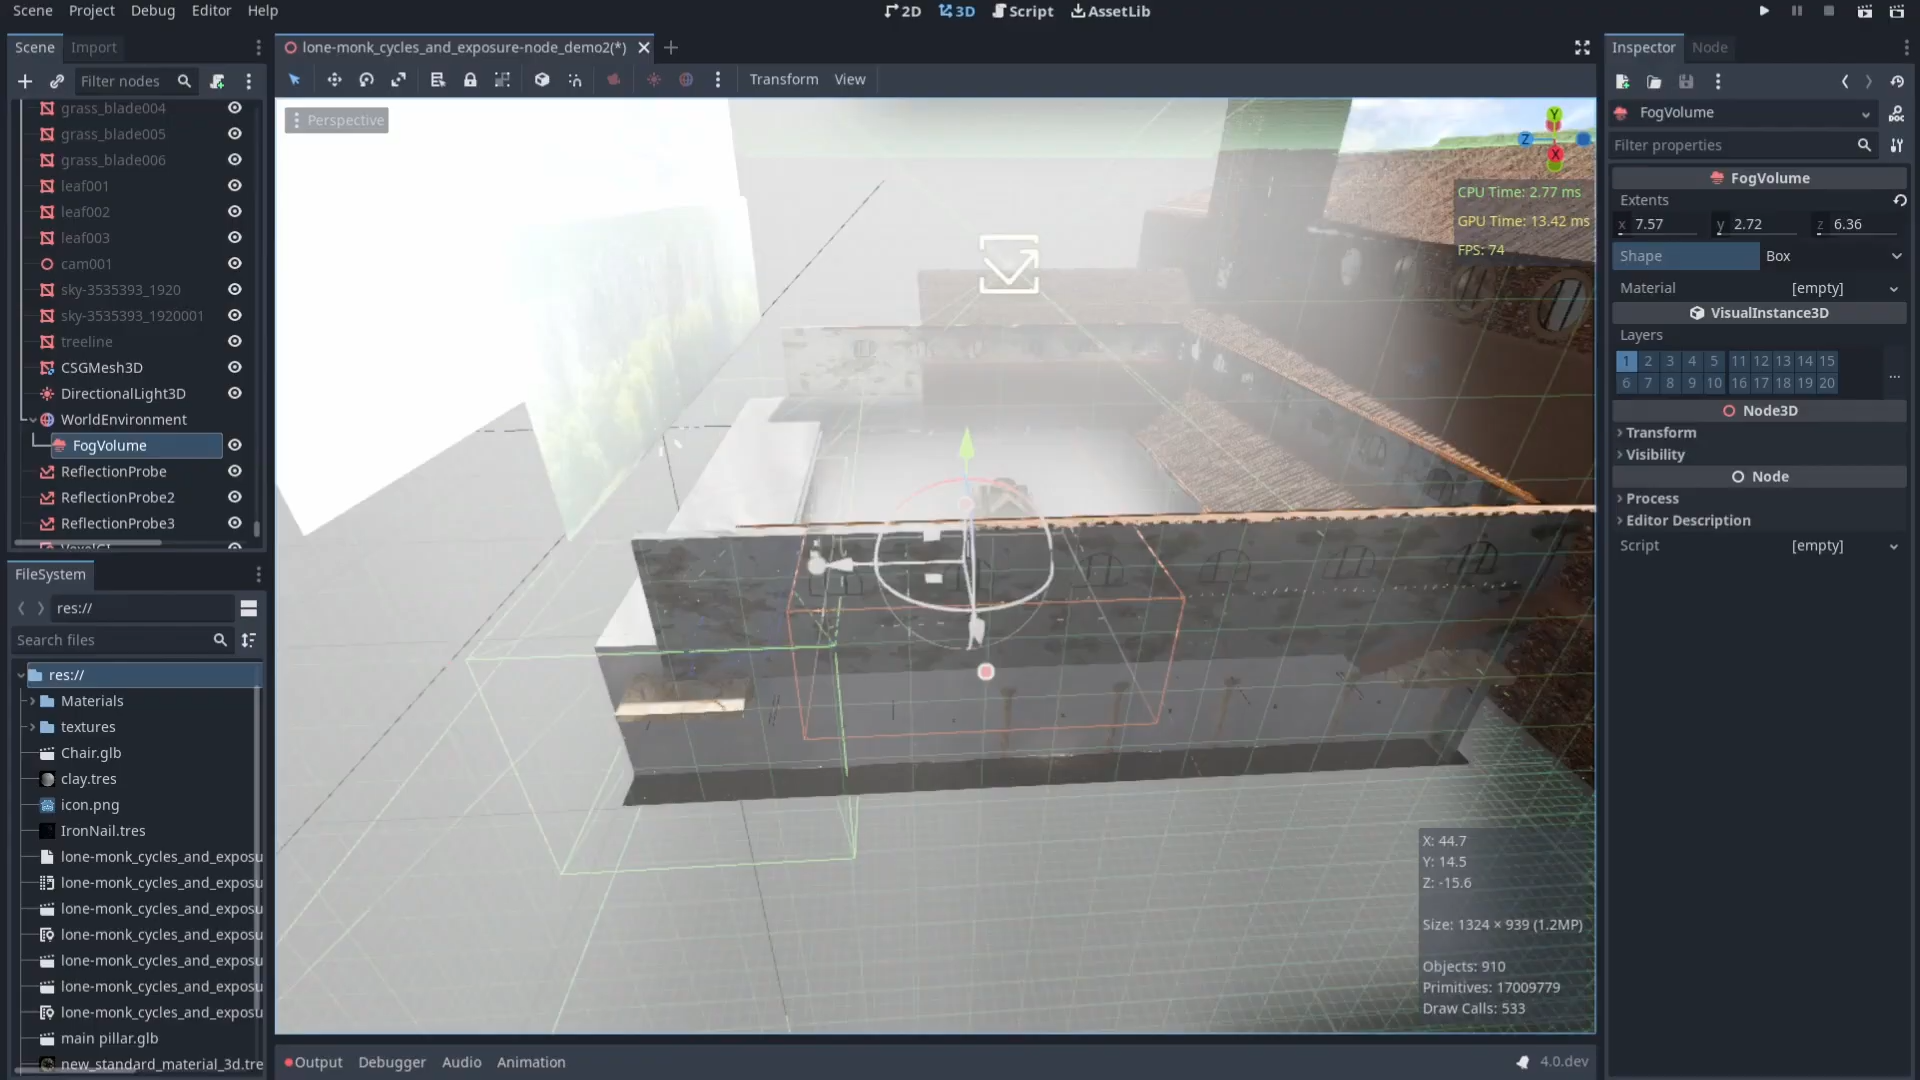 Scene Project Debug Editor Help
2D 3D Script AssetLib
Scene Import
lone-monk_cycles_and_exposure-node_demo2(*)
Inspector Node
Filter nodes
Transform View
FogVolume
Filter properties
Perspective
grass_blade004
grass_blade005
grass_blade006
leaf001
leaf002
leaf003
cam001
sky-3535393_1920
sky-3535393_1920001
treeline
CSGMesh3D
DirectionalLight3D
WorldEnvironment
FogVolume
ReflectionProbe
ReflectionProbe2
ReflectionProbe3
VoxelGI
Y
Z
X
CPU Time: 2.77 ms
GPU Time: 13.42 ms
FPS: 74
X: 44.7
Y: 14.5
Z: -15.6
Size: 1324 × 939 (1.2MP)
Objects: 910
Primitives: 17009779
Draw Calls: 533
FogVolume
Extents
x 7.57 y 2.72 z 6.36
Shape Box
Material [empty]
VisualInstance3D
Layers
1 2 3 4 5 11 12 13 14 15
6 7 8 9 10 16 17 18 19 20
...
Node3D
Transform
Visibility
Node
Process
Editor Description
Script [empty]
FileSystem
res://
Search files
res://
Materials
textures
Chair.glb
clay.tres
icon.png
IronNail.tres
lone-monk_cycles_and_exposu
lone-monk_cycles_and_exposu
lone-monk_cycles_and_exposu
lone-monk_cycles_and_exposu
lone-monk_cycles_and_exposu
lone-monk_cycles_and_exposu
lone-monk_cycles_and_exposu
main pillar.glb
new_standard_material_3d.tre
Output Debugger Audio Animation
4.0.dev